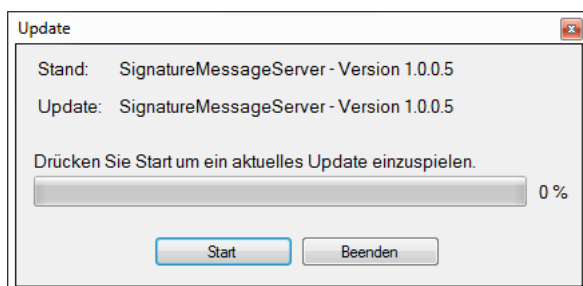 Update
Stand: SignatureMessageServer - Version 1.0.0.5
Update: SignatureMessageServer - Version 1.0.0.5
Drücken Sie Start um ein aktuelles Update einzuspielen.
0 %
Start Beenden